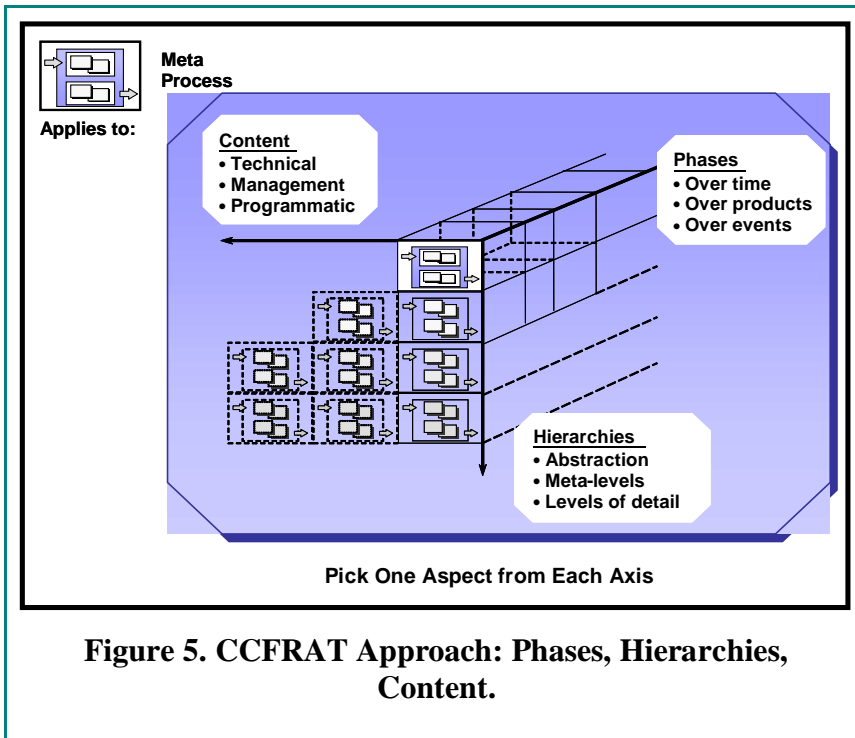 Meta
Process
Applies to:
Content
• Technical
• Management
• Programmatic
Phases
• Over time
• Over products
• Over events
Hierarchies
• Abstraction
• Meta-levels
• Levels of detail
Pick One Aspect from Each Axis
Figure 5. CCFRAT Approach: Phases, Hierarchies,
Content.